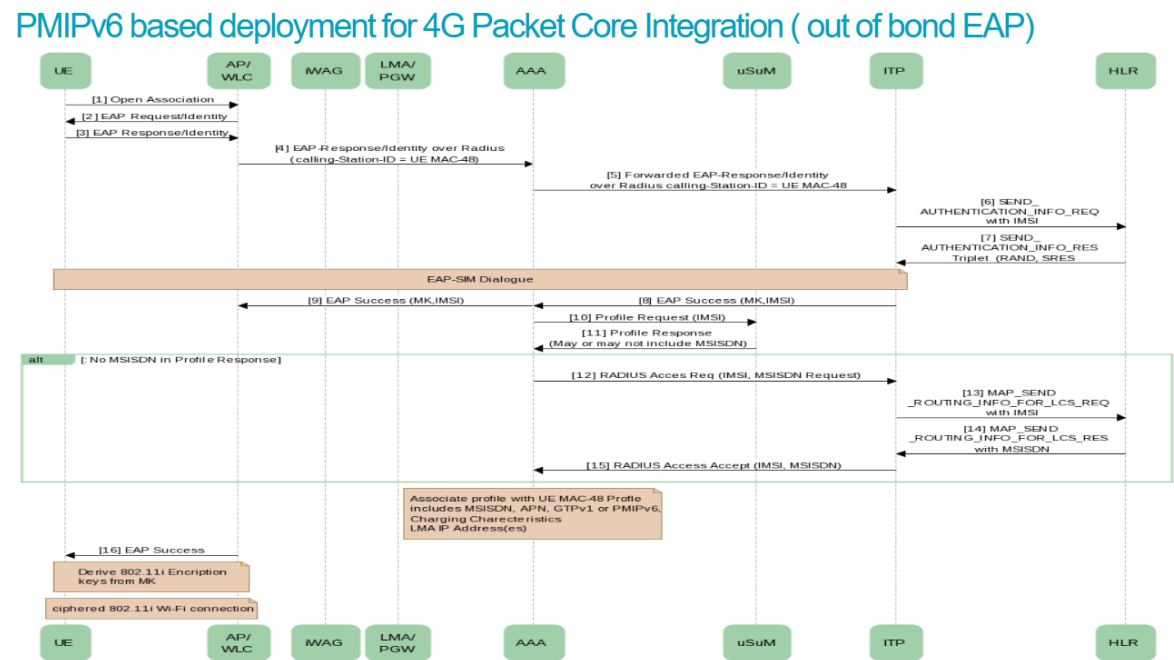 PMIPv6 based deployment for 4G Packet Core Integration ( out of bond EAP)
UE
AP/
WLC
iWAG
LMA/
PGW
AAA
uSuM
ITP
HLR
[1] Open Association
[2] EAP Request/Identity
[3] EAP Response/Identity
[4] EAP-Response/Identity over Radius
(calling-Station-ID = UE MAC-48)
[5] Forwarded EAP-Response/Identity
over Radius calling-Station-ID = UE MAC-48
[6] SEND_
AUTHENTICATION_INFO_REQ
with IMSI
[7] SEND_
AUTHENTICATION_INFO_RES
Triplet (RAND, SRES
EAP-SIM Dialogue
[9] EAP Success (MK,IMSI)
[8] EAP Success (MK,IMSI)
[10] Profile Request (IMSI)
[11] Profile Response
(May or may not include MSISDN)
alt
[: No MSISDN in Profile Response]
[12] RADIUS Acces Req (IMSI, MSISDN Request)
[13] MAP_SEND
_ROUTING_INFO_FOR_LCS_REQ
with IMSI
[14] MAP_SEND
_ROUTING_INFO_FOR_LCS_RES
with MSISDN
[15] RADIUS Access Accept (IMSI, MSISDN)
Associate profile with UE MAC-48 Profle
includes MSISDN, APN, GTPv1 or PMIPv6,
Charging Charecteristics
LMA IP Address(es)
[16] EAP Success
Derive 802.11i Encription
keys from MK
ciphered 802.11i Wi-Fi connection
UE
AP/
WLC
iWAG
LMA/
PGW
AAA
uSuM
ITP
HLR